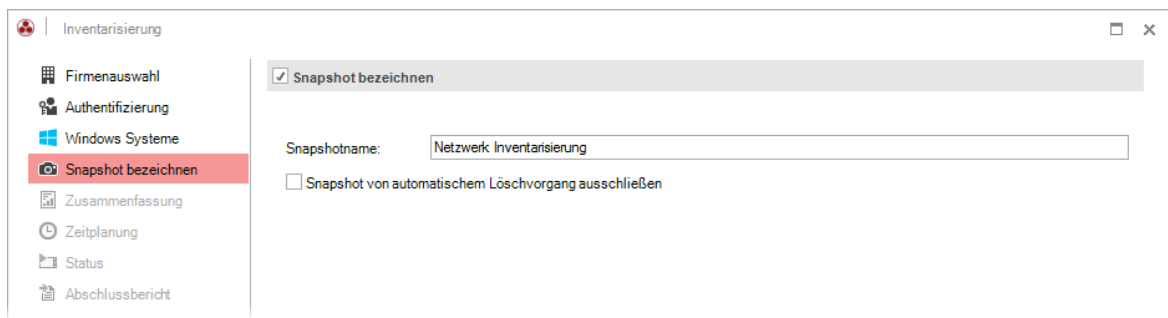 Inventarisierung
Firmenauswahl
Authentifizierung
Windows Systeme
Snapshot bezeichnen
Zusammenfassung
Zeitplanung
Status
Abschlussbericht
Snapshot bezeichnen
Snapshotname: Netzwerk Inventarisierung
Snapshot von automatischem Löschvorgang ausschließen